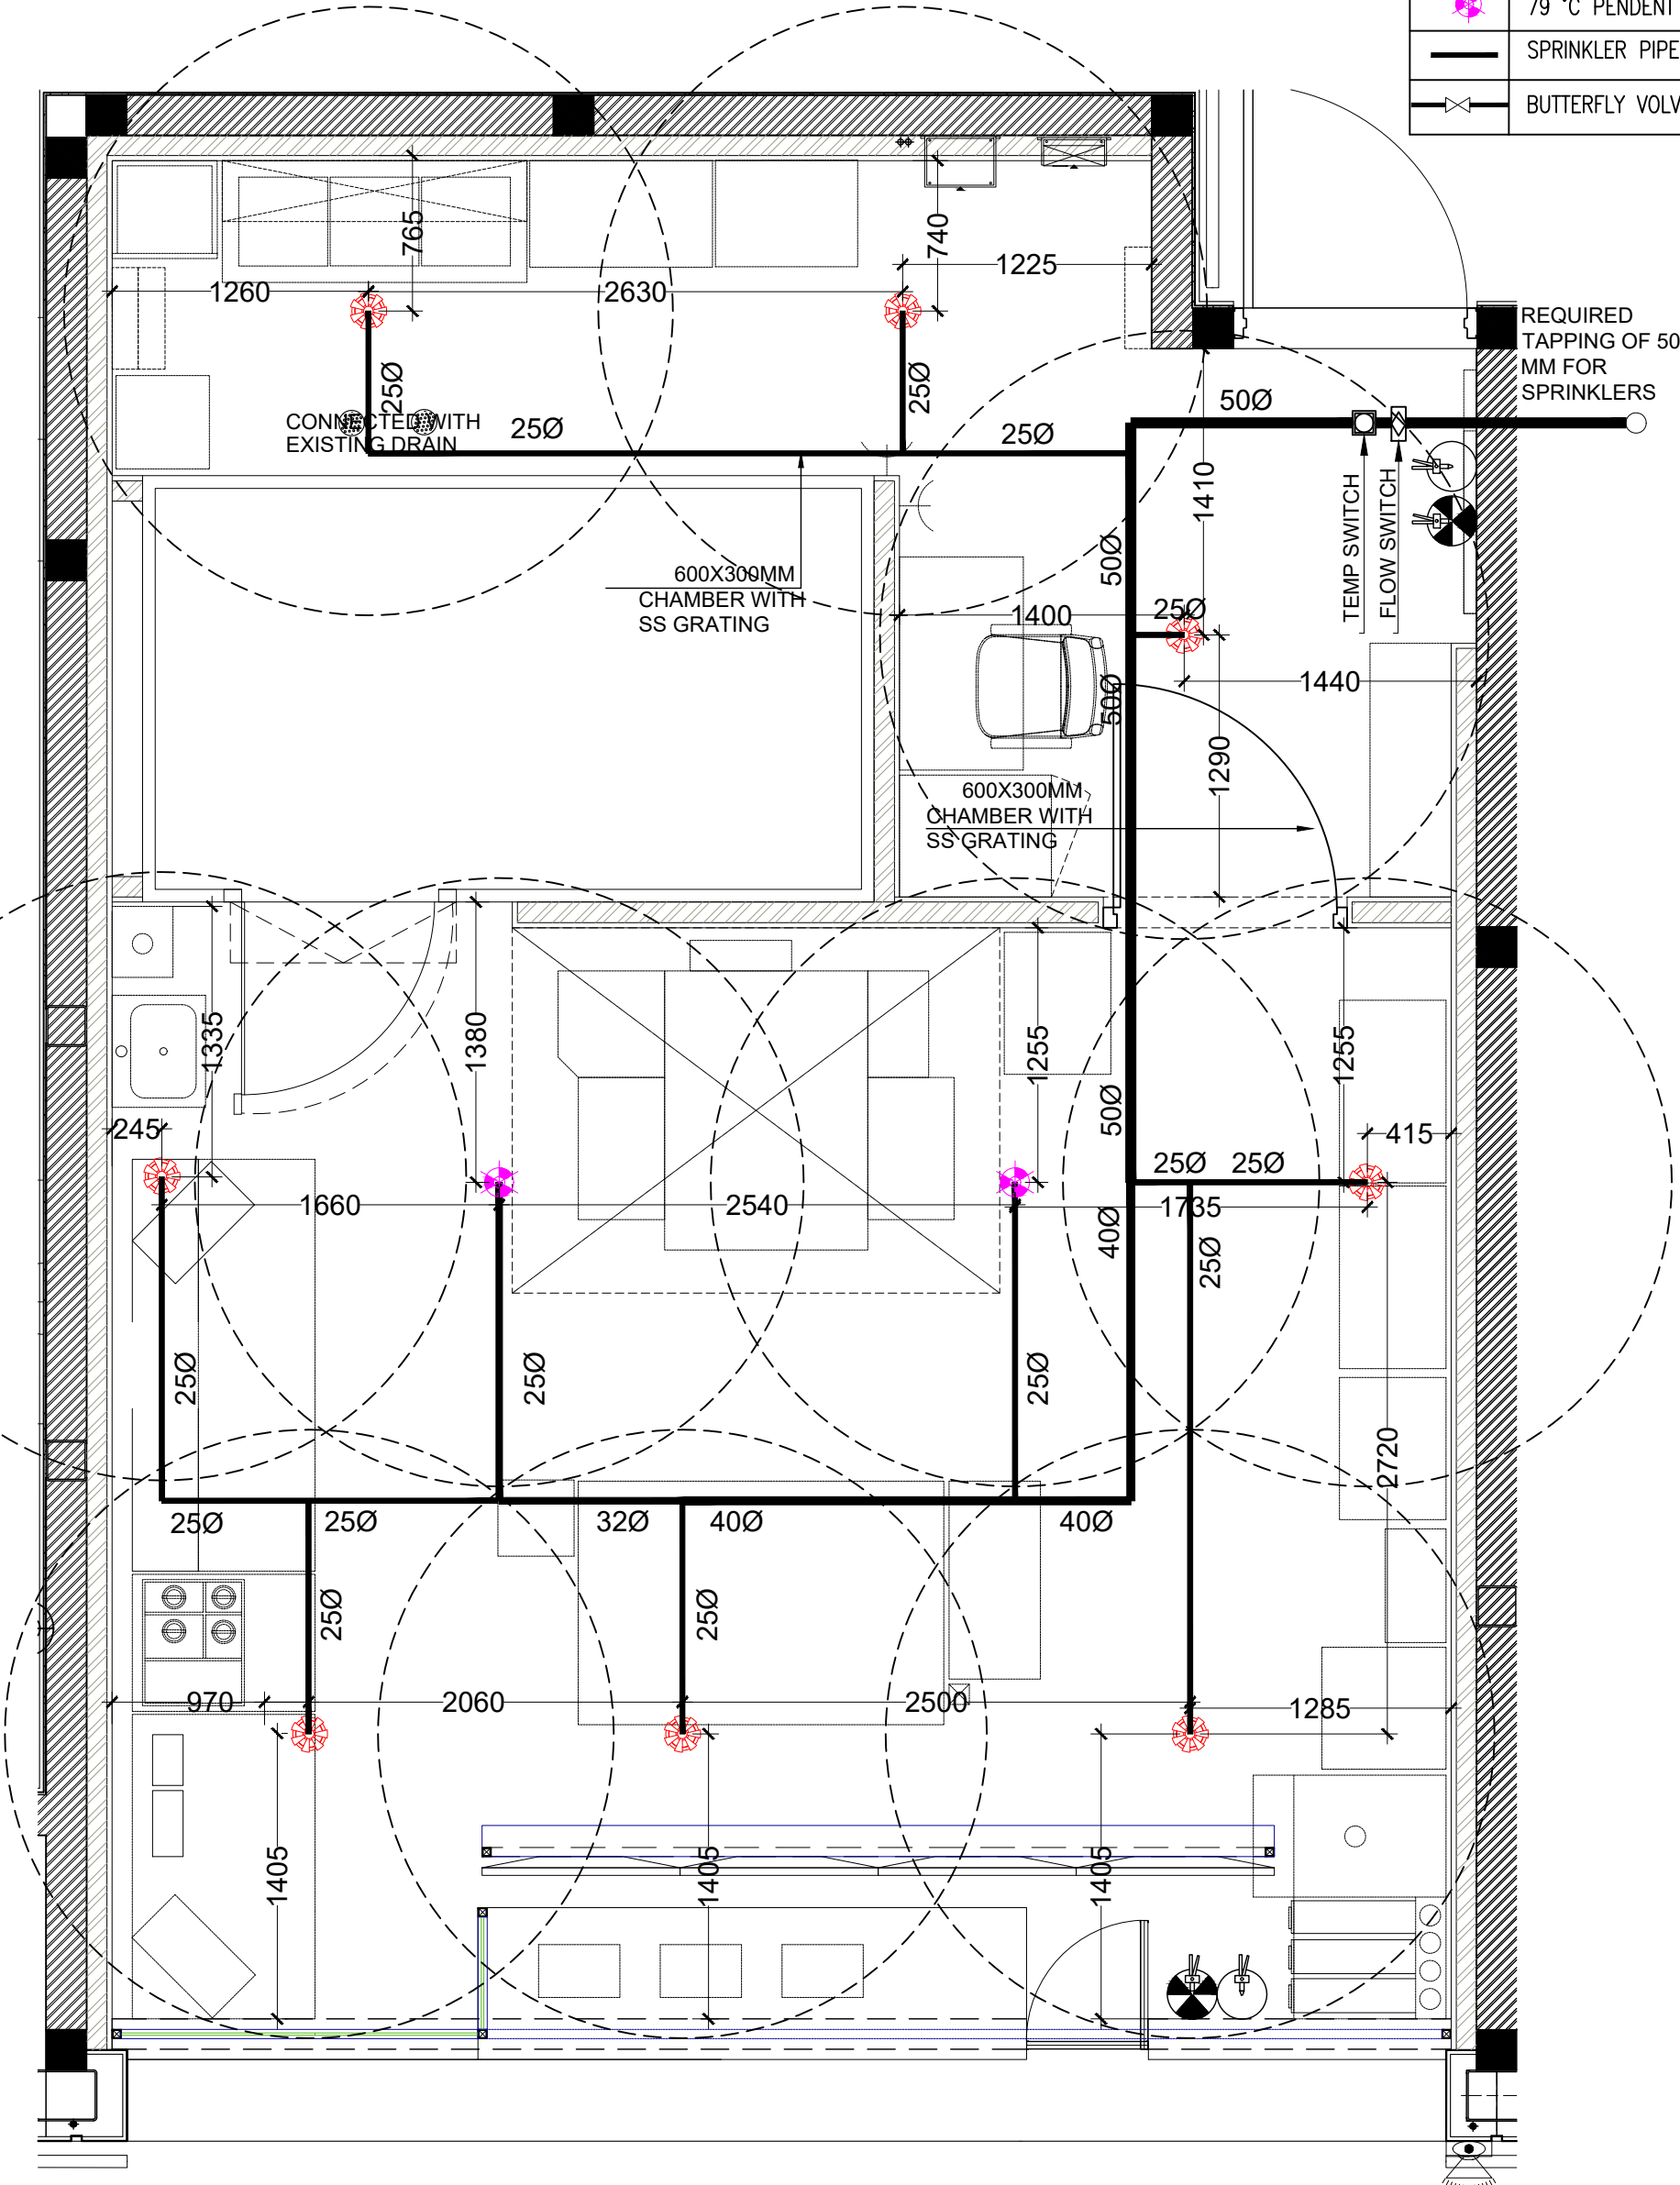 79 °C PENDENT
SPRINKLER PIPE
BUTTERFLY VOLV
765
740
1225
1260
2630
REQUIRED
TAPPING OF 50
MM FOR
SPRINKLERS
25Ø
25Ø
50Ø
CONNECTED WITH
EXISTING DRAIN
25Ø
25Ø
1410
TEMP SWITCH
FLOW SWITCH
50Ø
600X300MM
CHAMBER WITH
SS GRATING
1400
25Ø
1440
50Ø
1290
600X300MM
CHAMBER WITH
SS GRATING
1335
1380
1255
1255
50Ø
245
415
25Ø
25Ø
1660
2540
1735
40Ø
25Ø
25Ø
25Ø
25Ø
2720
25Ø
25Ø
32Ø
40Ø
40Ø
25Ø
25Ø
970
2060
2500
1285
1405
1405
1405